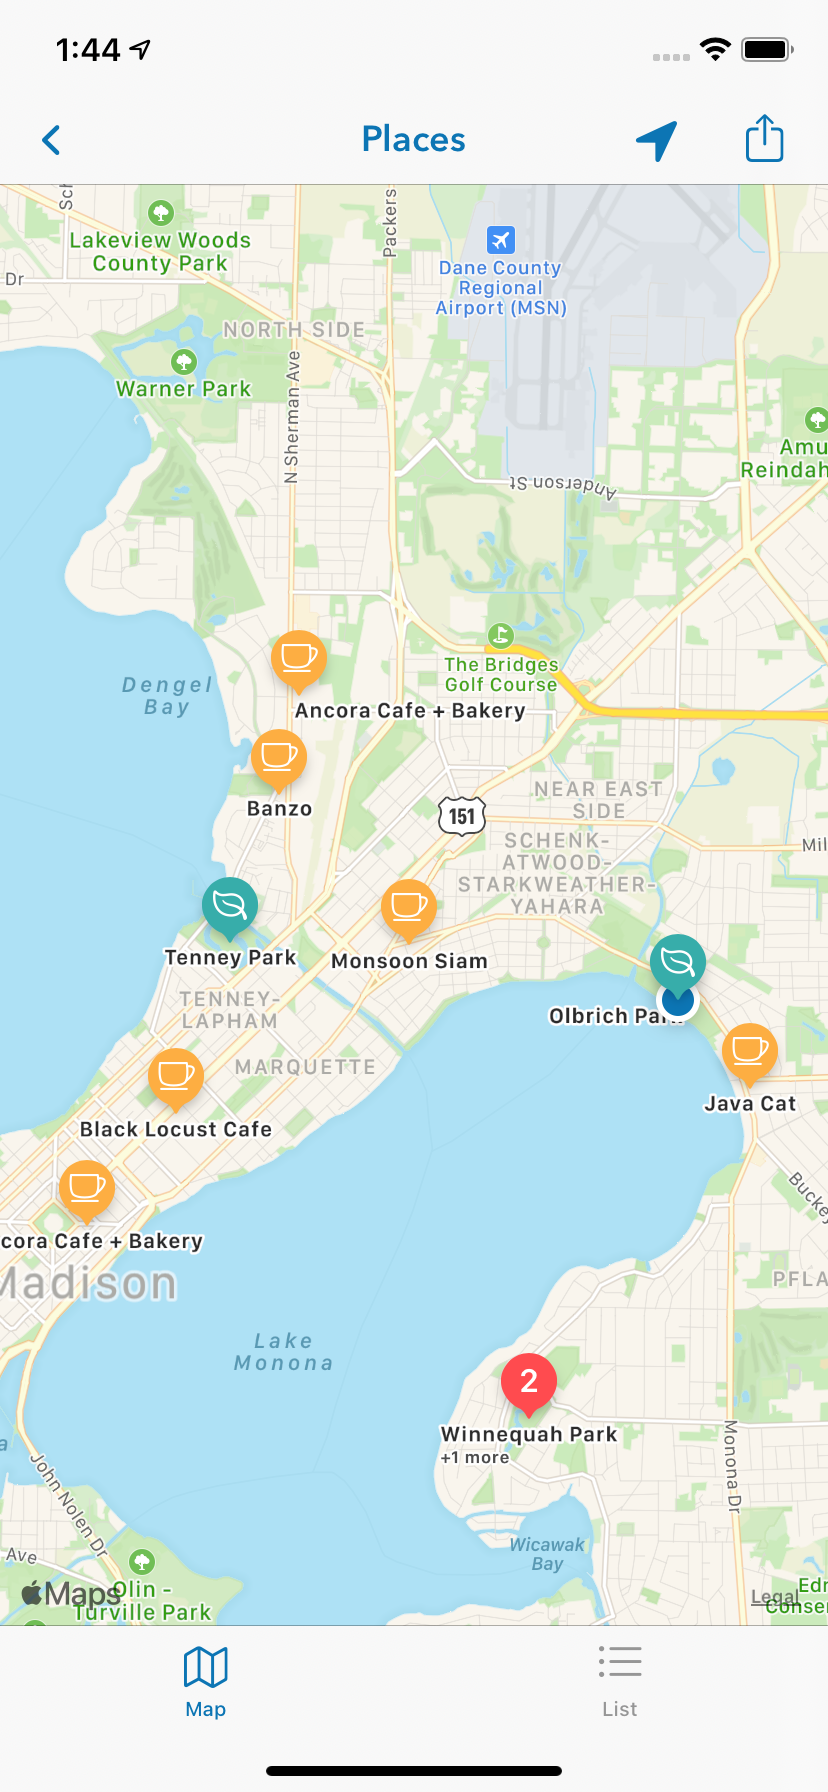 1:44
Places
Sch
Packers
Lakeview Woods
County Park
Dr
Dane County
Regional
Airport (MSN)
NORTH SIDE
Warner Park
N Sherman Ave
Amu
Reindah
Anderson St
The Bridges
Golf Course
Dengel
Bay
Ancora Cafe + Bakery
Banzo
NEAR EAST
SIDE
151
SCHENK-
ATWOOD-
STARKWEATHER-
YAHARA
Mil
Tenney Park
Monsoon Siam
TENNEY-
LAPHAM
Olbrich Park
MARQUETTE
Java Cat
Black Locust Cafe
Buckey
cora Cafe + Bakery
Madison
PFLA
Lake
Monona
2
Winnequah Park
+1 more
Monona Dr
a
John Nolen Dr
Wicawak
Bay
Ave
Maps
Olin -
Turville Park
Legal
Edn
Conser
Map
List